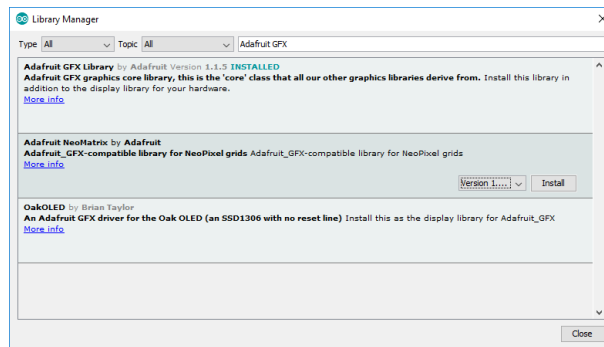 Library Manager
Type All Topic All Adafruit GFX
Adafruit GFX Library by Adafruit Version 1.1.5 INSTALLED
Adafruit GFX graphics core library, this is the 'core' class that all our other graphics libraries derive from. Install this library in
addition to the display library for your hardware.
More info
Adafruit NeoMatrix by Adafruit
Adafruit_GFX-compatible library for NeoPixel grids Adafruit_GFX-compatible library for NeoPixel grids
More info
Version 1.... Install
OakOLED by Brian Taylor
An Adafruit GFX driver for the Oak OLED (an SSD1306 with no reset line) Install this as the display library for Adafruit_GFX
More info
Close